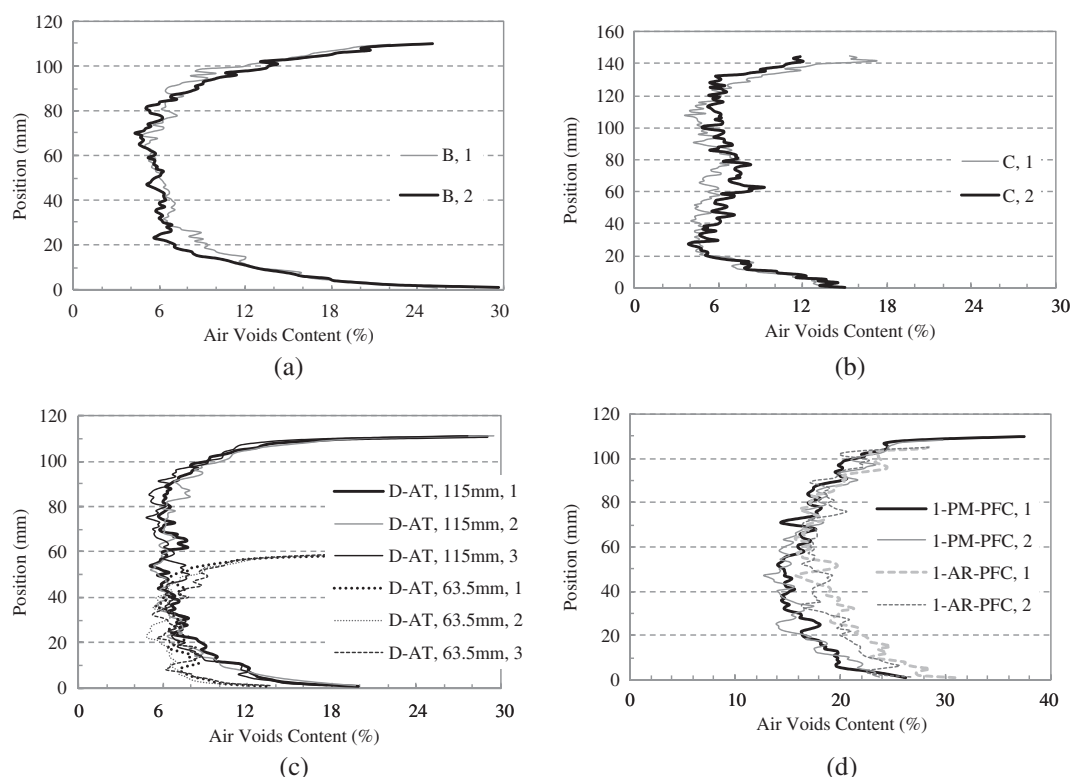 120
100
80
60
40
20
0
Position (mm)
0 6 12 18 24 30
Air Voids Content (%)
B, 1
B, 2
(a)
160
140
120
100
80
60
40
20
0
Position (mm)
0 6 12 18 24 30
Air Voids Content (%)
C, 1
C, 2
(b)
120
100
80
60
40
20
0
Position (mm)
0 6 12 18 24 30
Air Voids Content (%)
D-AT, 115mm, 1
D-AT, 115mm, 2
D-AT, 115mm, 3
D-AT, 63.5mm, 1
D-AT, 63.5mm, 2
D-AT, 63.5mm, 3
(c)
120
100
80
60
40
20
0
Position (mm)
0 10 20 30 40
Air Voids Content (%)
1-PM-PFC, 1
1-PM-PFC, 2
1-AR-PFC, 1
1-AR-PFC, 2
(d)